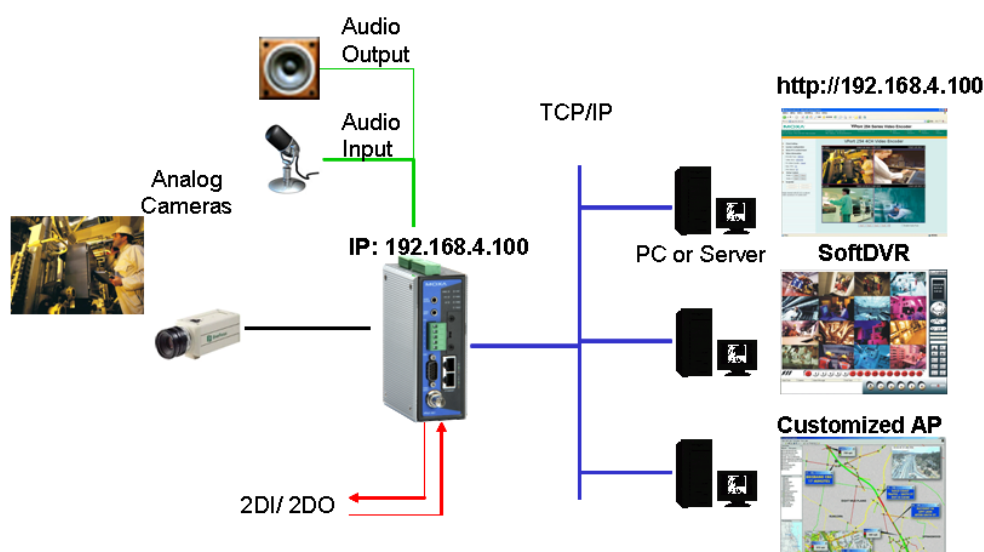 Audio
Output
Audio
Input
Analog
Cameras
IP: 192.168.4.100
MOXA
2DI/ 2DO
TCP/IP
PC or Server
http://192.168.4.100
SoftDVR
Customized AP